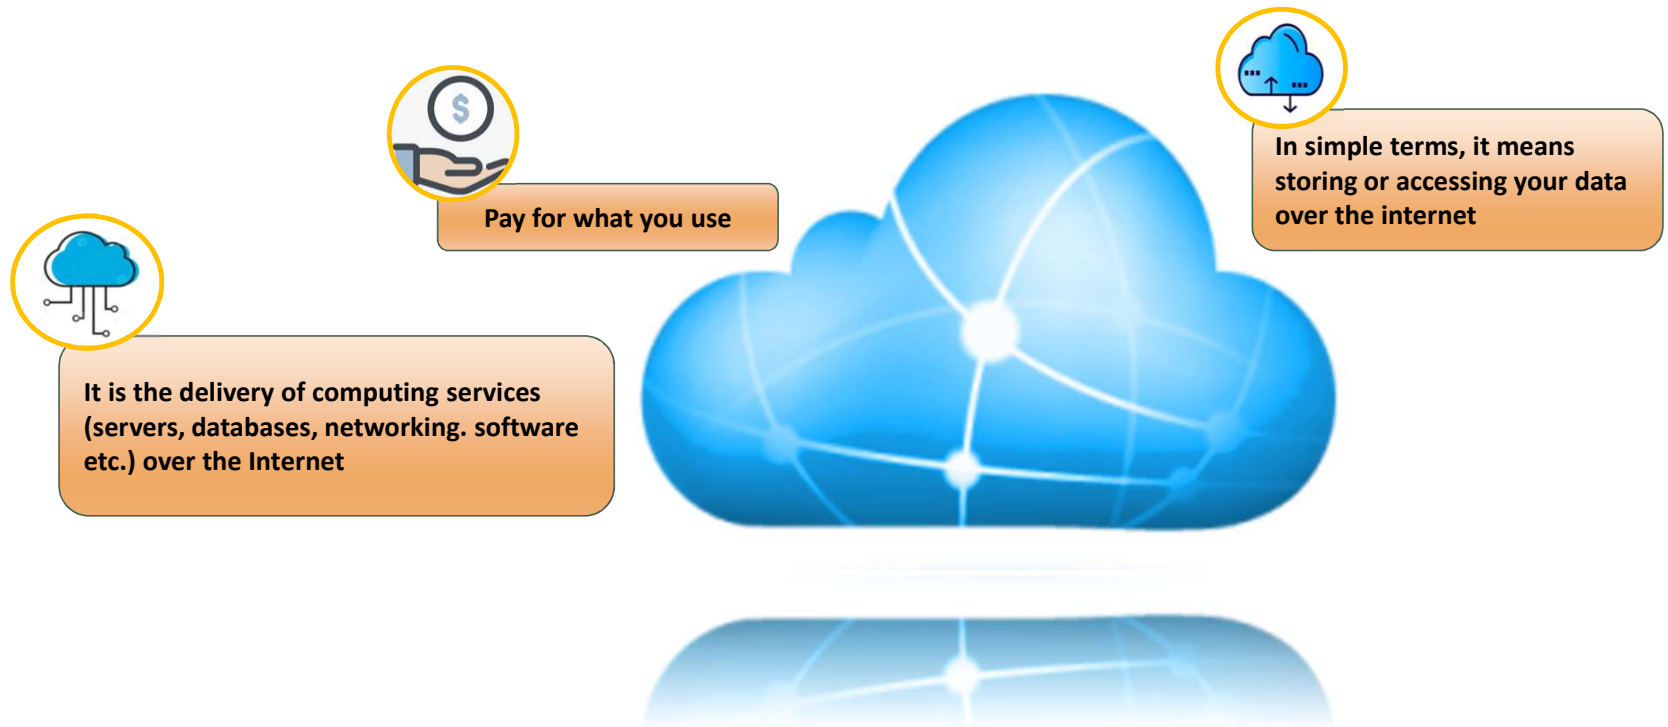 Pay for what you use
In simple terms, it means
storing or accessing your data
over the internet
It is the delivery of computing services
(servers, databases, networking. software
etc.) over the Internet
$